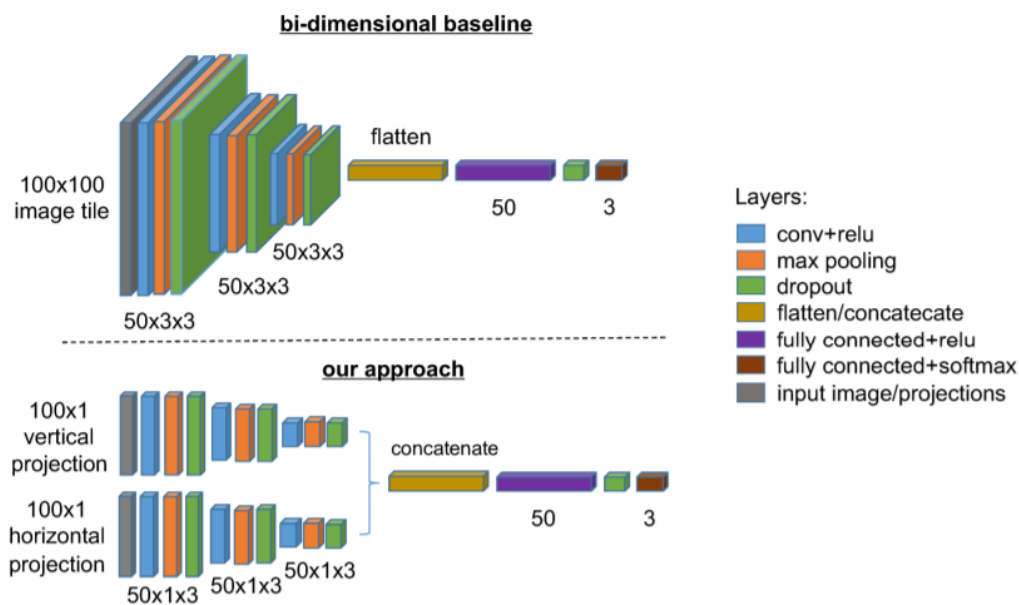 bi-dimensional baseline
100x100
image tile
flatten
50
3
50x3x3
50x3x3
50x3x3
Layers:
conv+relu
max pooling
dropout
flatten/concatecate
fully connected+relu
fully connected+softmax
input image/projections
our approach
100x1
vertical
projection
concatenate
50
3
100x1
horizontal
projection
50x1x3
50x1x3
50x1x3